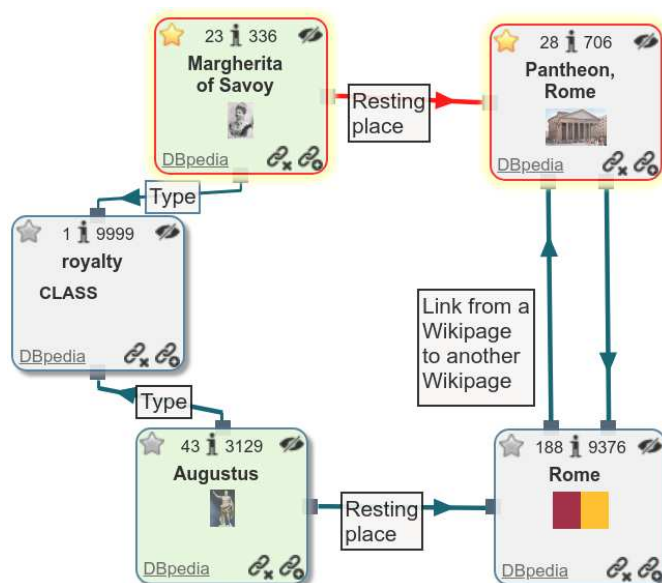 23 336
Margherita
of Savoy
DBpedia
Resting
place
28 706
Pantheon,
Rome
DBpedia
Type
1 9999
royalty
CLASS
DBpedia
Link from a
Wikipage
to another
Wikipage
Type
43 3129
Augustus
DBpedia
Resting
place
188 9376
Rome
DBpedia